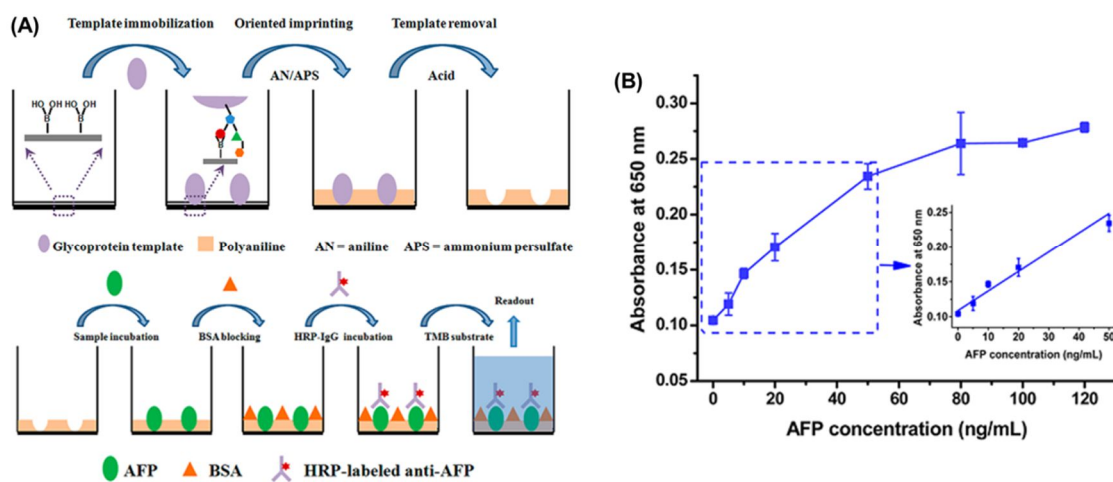 (A)
Template immobilization Oriented imprinting Template removal
AN/APS Acid
HO OH HO OH
B B
B
Glycoprotein template Polyaniline AN = aniline APS = ammonium persulfate
Readout
Sample incubation BSA blocking HRP-IgG incubation TMB substrate
AFP BSA HRP-labeled anti-AFP
(B)
Absorbance at 650 nm
0.30
0.25
0.20
0.15
0.10
0.05
0 20 40 60 80 100 120
AFP concentration (ng/mL)
Absorbance at 650 nm
0.25
0.20
0.15
0.10
0 10 20 30 40 50
AFP concentration (ng/mL)